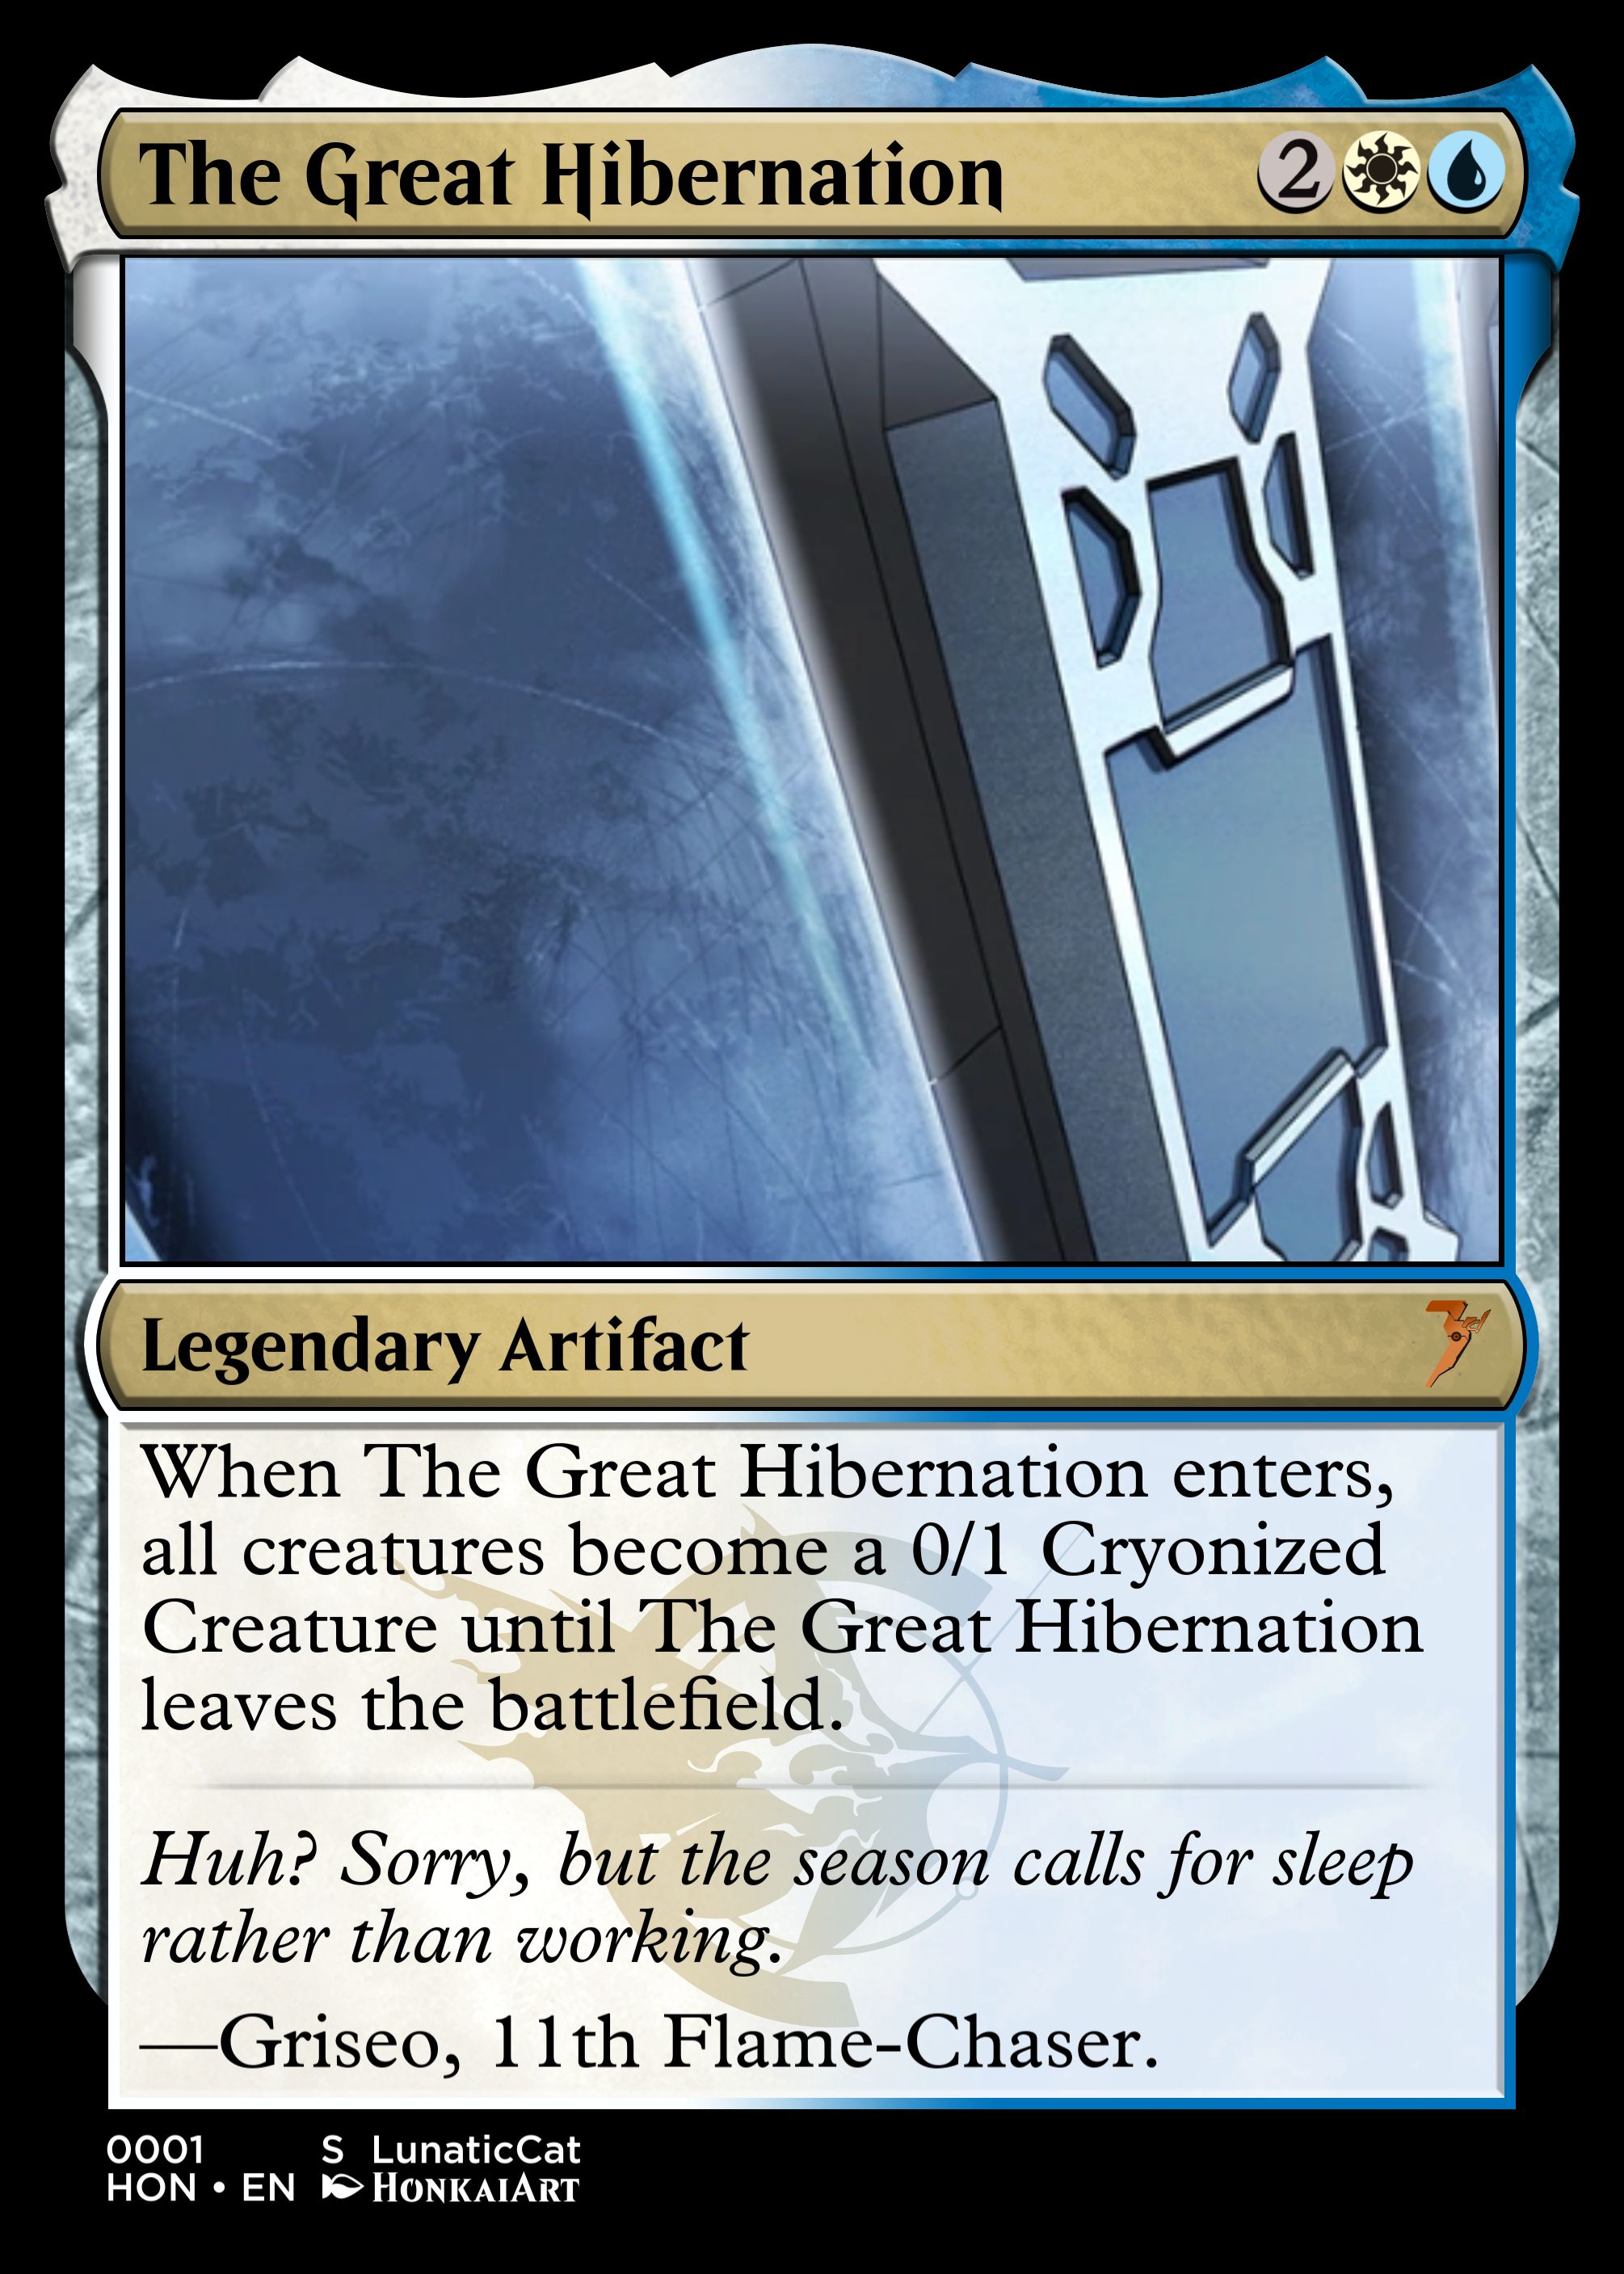 The Great Hibernation 2
Legendary Artifact
When The Great Hibernation enters,
all creatures become a 0/1 Cryonized
Creature until The Great Hibernation
leaves the battlefield.
Huh? Sorry, but the season calls for sleep
rather than working.
—Griseo, 11th Flame-Chaser.
0001 S LunaticCat
HON • EN HonkaiArt